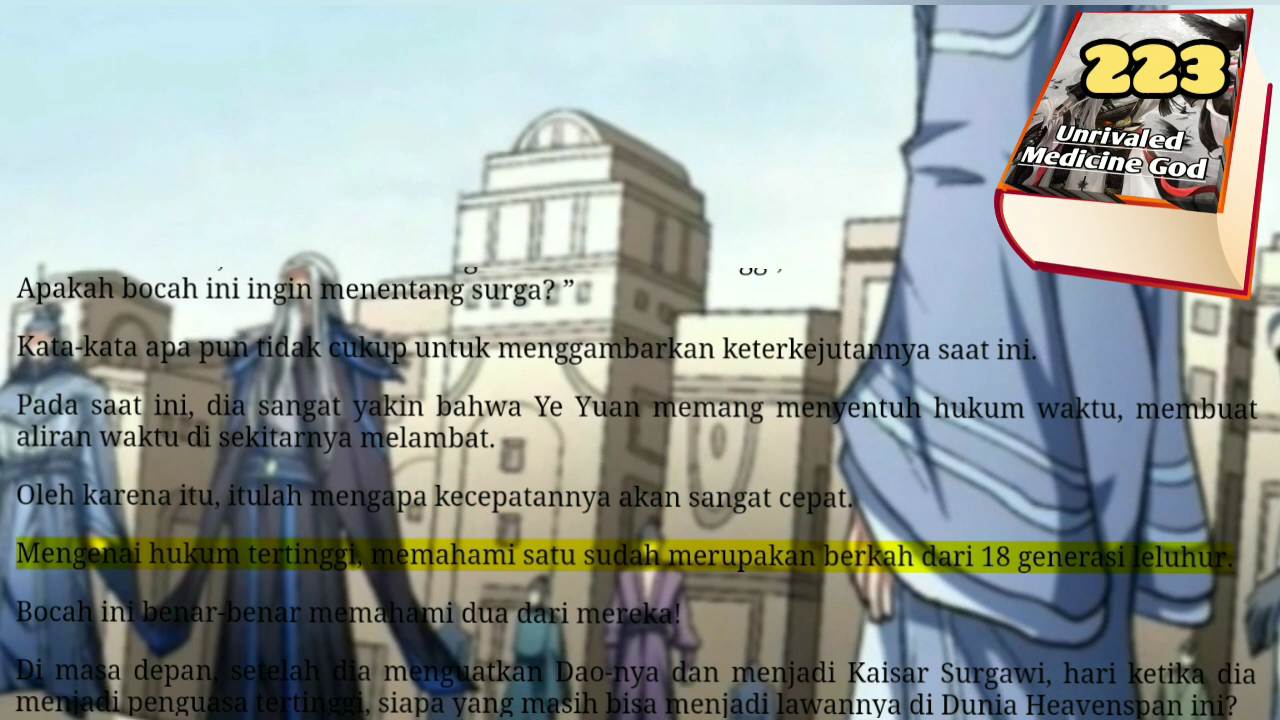 223
Unrivaled
Medicine God
Apakah bocah ini ingin menentang surga? ”
Kata-kata apa pun tidak cukup untuk menggambarkan keterkejutannya saat ini.
Pada saat ini, dia sangat yakin bahwa Ye Yuan memang menyentuh hukum waktu, membuat
aliran waktu di sekitarnya melambat.
Oleh karena itu, itulah mengapa kecepatannya akan sangat cepat.
Mengenai hukum tertinggi, memahami satu sudah merupakan berkah dari 18 generasi leluhur.
Bocah ini benar-benar memahami dua dari mereka!
Di masa depan, setelah dia menguatkan Dao-nya dan menjadi Kaisar Surgawi, hari ketika dia
menjadi penguasa tertinggi, siapa yang masih bisa menjadi lawannya di Dunia Heavenspan ini?